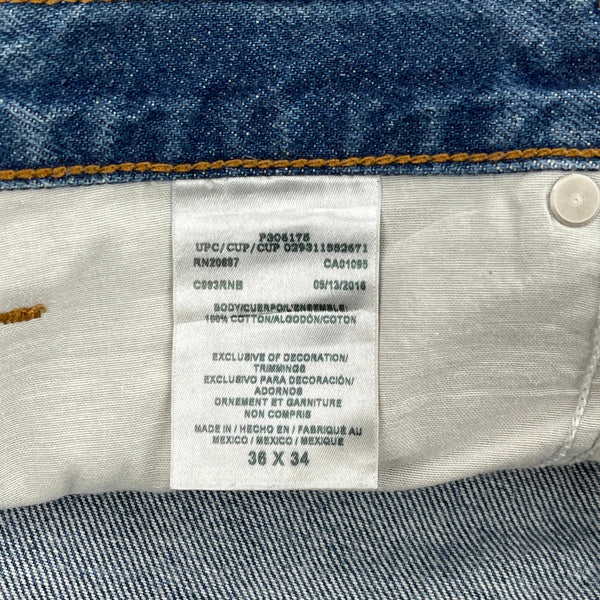 P306175
UPC/CUP/CUP 029311882671
RN20697 CA01095
C993RNB 05/13/2016
BODY/CUERPO/L'ENSEMBLE:
100% COTTON/ALGODÓN/COTON
EXCLUSIVE OF DECORATION/
TRIMMINGS
EXCLUSIVO PARA DECORACIÓN/
ADORNOS
ORNEMENT ET GARNITURE
NON COMPRIS
MADE IN / HECHO EN / FABRIQUÉ AU
MEXICO / MEXICO / MEXIQUE
36 X 34